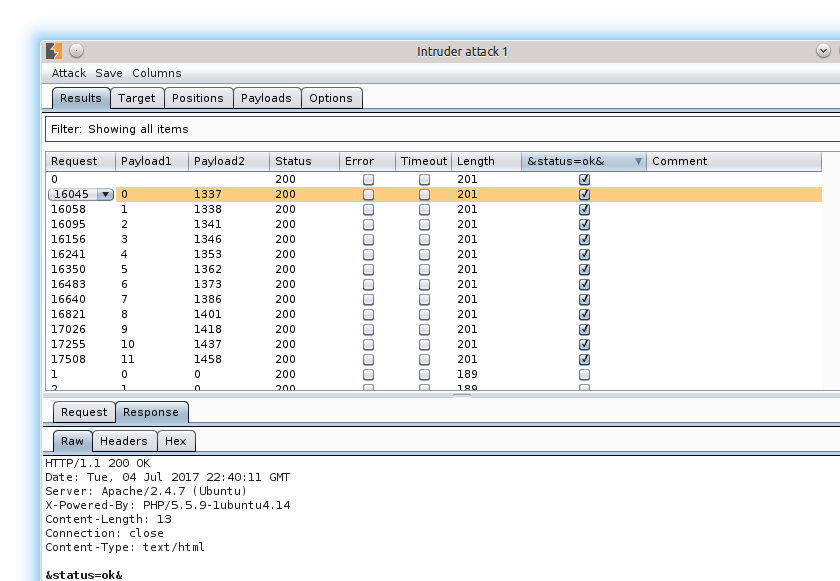 Intruder attack 1
Attack Save Columns
Results Target Positions Payloads Options
Filter: Showing all items
Request Payload1 Payload2 Status Error Timeout Length &status=ok& Comment
0 200 201
16045 0 1337 200 201
16058 1 1338 200 201
16095 2 1341 200 201
16156 3 1346 200 201
16241 4 1353 200 201
16350 5 1362 200 201
16483 6 1373 200 201
16640 7 1386 200 201
16821 8 1401 200 201
17026 9 1418 200 201
17255 10 1437 200 201
17508 11 1458 200 201
1 0 0 200 189
2 1 0 200 189
Request Response
Raw Headers Hex
HTTP/1.1 200 OK
Date: Tue, 04 Jul 2017 22:40:11 GMT
Server: Apache/2.4.7 (Ubuntu)
X-Powered-By: PHP/5.5.9-1ubuntu4.14
Content-Length: 13
Connection: close
Content-Type: text/html
&status=ok&